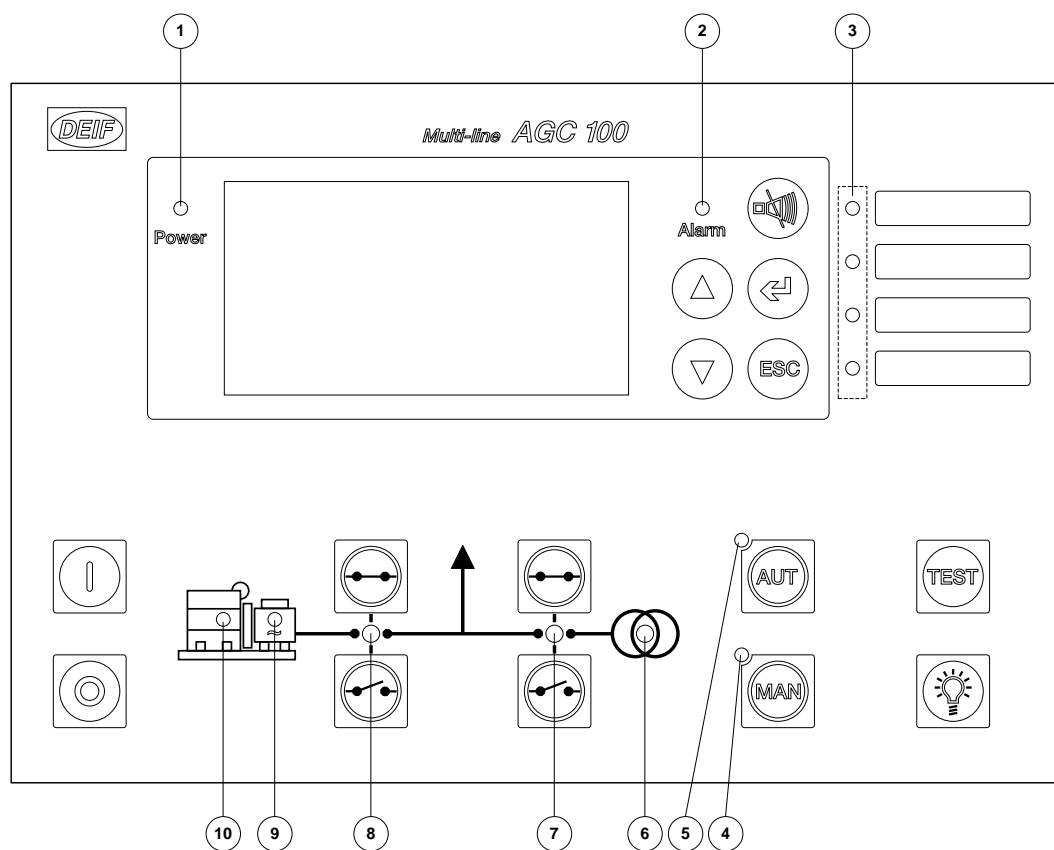 1 2 3
DEIF
Multi-line AGC 100
Power
Alarm
ESC
AUT
TEST
~
MAN
10 9 8 7 6 5 4